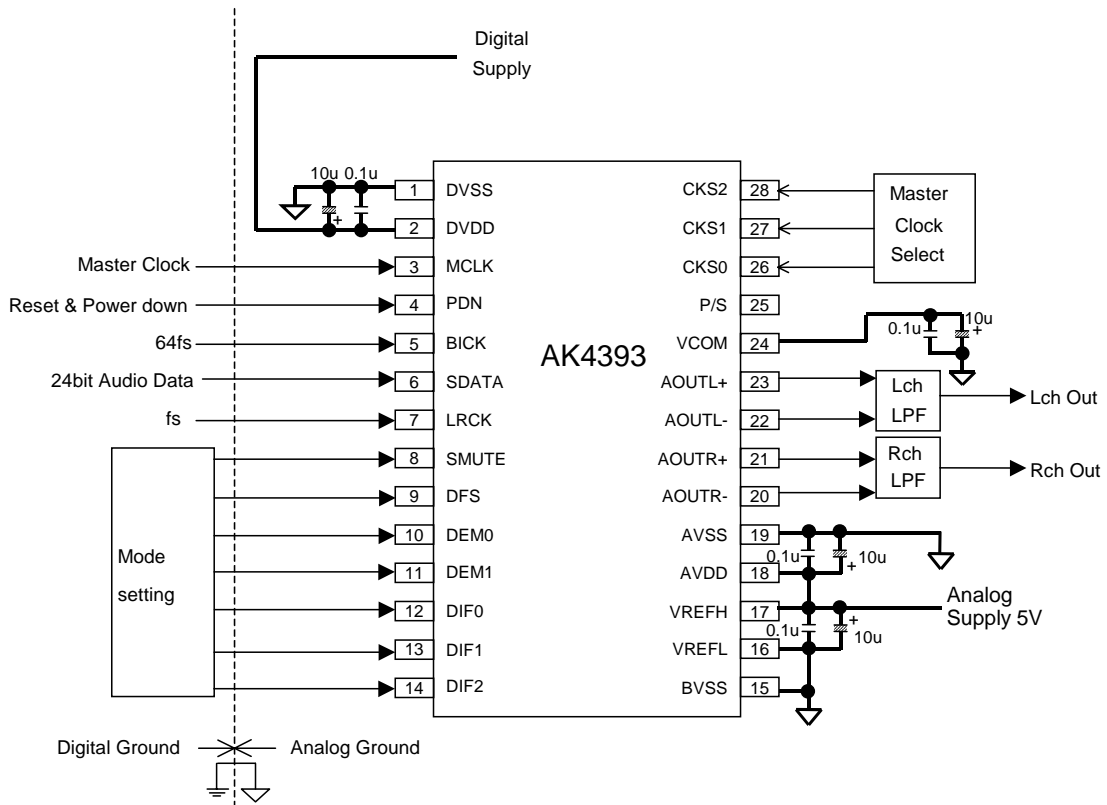 Digital
Supply
10u 0.1u
+
1 DVSS
2 DVDD
Master Clock 3 MCLK
Reset & Power down 4 PDN
64fs 5 BICK
24bit Audio Data 6 SDATA
fs 7 LRCK
8 SMUTE
9 DFS
10 DEM0
11 DEM1
12 DIF0
13 DIF1
14 DIF2
Mode
setting
AK4393
CKS2 28
CKS1 27
CKS0 26
P/S 25
VCOM 24
AOUTL+ 23
AOUTL- 22
AOUTR+ 21
AOUTR- 20
AVSS 19
AVDD 18
VREFH 17
VREFL 16
BVSS 15
Master
Clock
Select
0.1u 10u
+
Lch
LPF
Lch Out
Rch
LPF
Rch Out
0.1u 10u
+
Analog
Supply 5V
+
0.1u 10u
Digital Ground Analog Ground